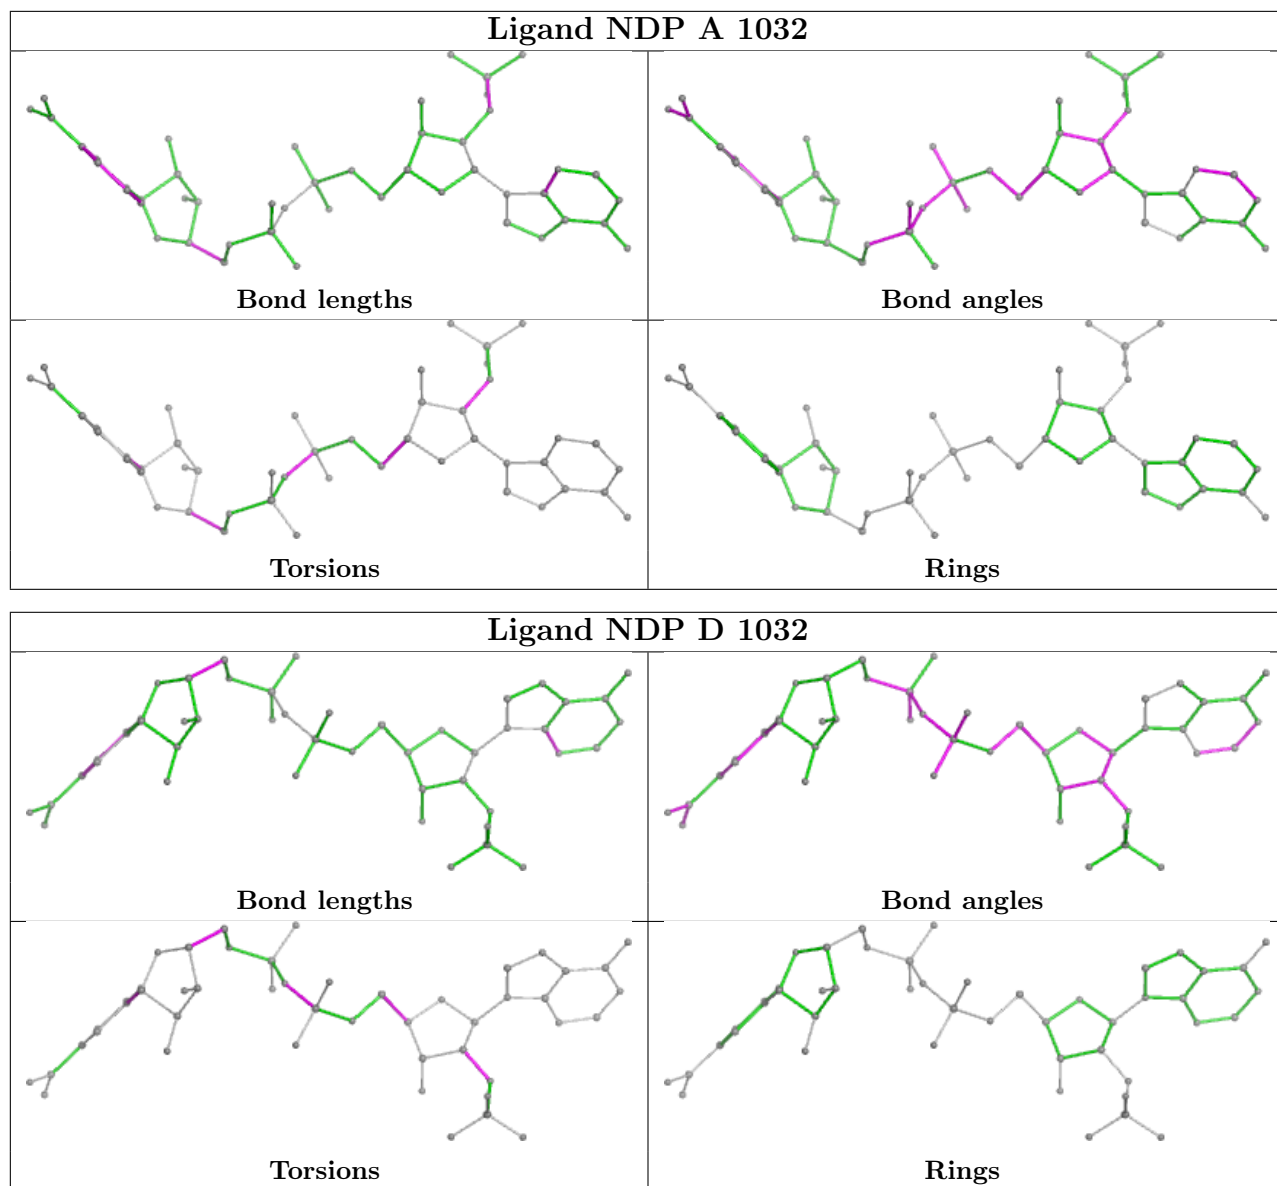 Ligand NDP A 1032
Bond lengths
Bond angles
Torsions
Rings
Ligand NDP D 1032
Bond lengths
Bond angles
Torsions
Rings